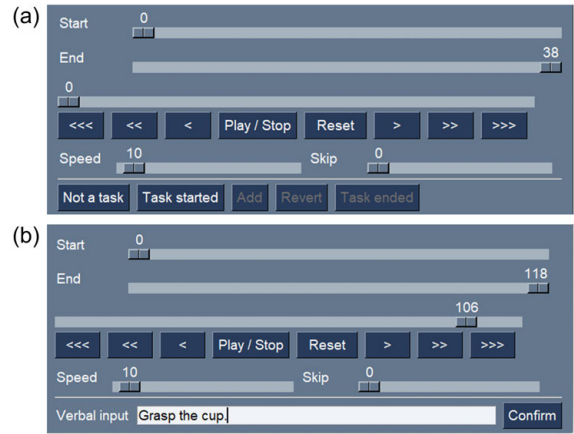 (a)
Start 0
End 38
0
<<< << < Play / Stop Reset > >> >>>
Speed 10 Skip 0
Not a task Task started Add Revert Task ended
(b)
Start 0
End 118
106
<<< << < Play / Stop Reset > >> >>>
Speed 10 Skip 0
Verbal input Grasp the cup. Confirm